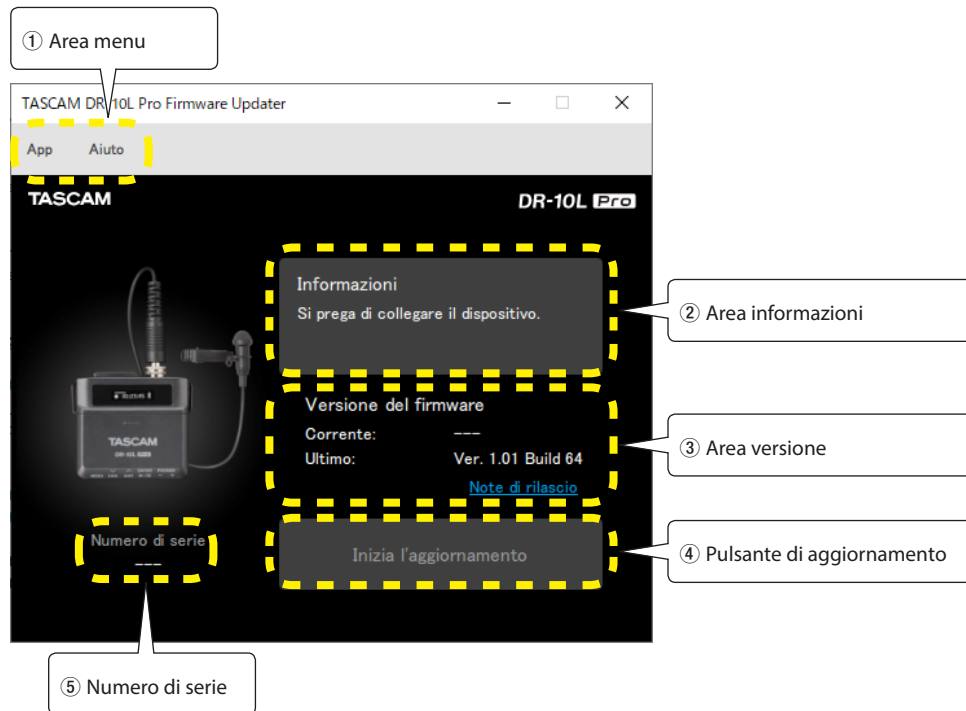 ① Area menu
TASCAM DR-10L Pro Firmware Updater
App Aiuto
TASCAM
DR-10L Pro
Informazioni
Si prega di collegare il dispositivo.
② Area informazioni
Versione del firmware
Corrente: ---
Ultimo: Ver. 1.01 Build 64
Note di rilascio
③ Area versione
TASCAM
Numero di serie
---
Inizia l'aggiornamento
④ Pulsante di aggiornamento
⑤ Numero di serie